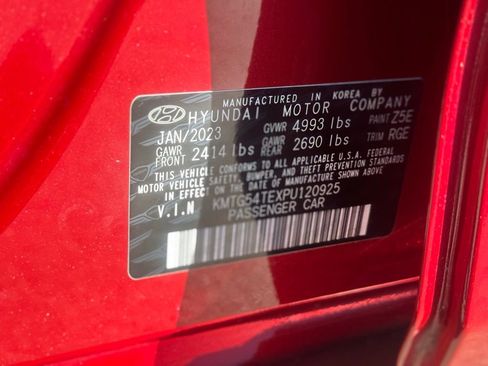 MANUFACTURED IN KOREA BY
HYUNDAI MOTOR COMPANY
JAN/2023 GVWR 4993 lbs PAINT Z5E
GAWR FRONT 2414 lbs GAWR REAR 2690 lbs TRIM RGE
THIS VEHICLE CONFORMS TO ALL APPLICABLE U.S.A. FEDERAL
MOTOR VEHICLE SAFETY, BUMPER, AND THEFT PREVENTION STANDARDS
IN EFFECT ON THE DATE OF MANUFACTURE SHOWN ABOVE.
V.I.N KMTG54TEXPU120925
PASSENGER CAR